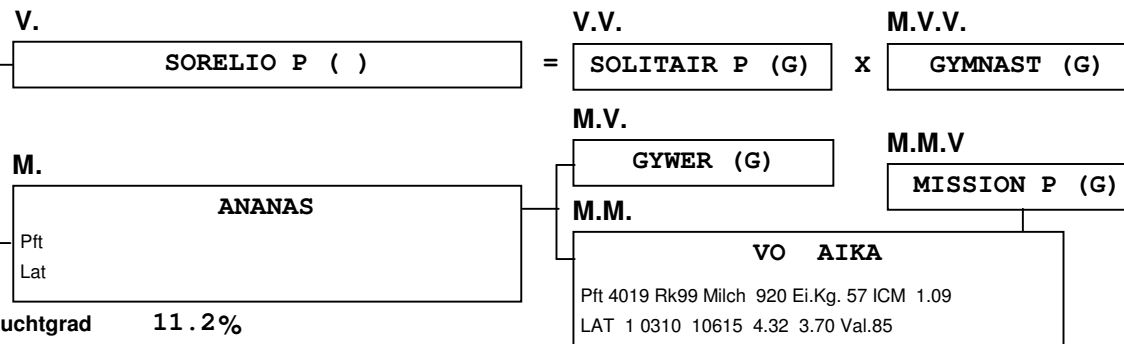 V.
V.V.
M.V.V.
SORELIO P ( )
=
SOLITAIR P (G)
X
GYMNAST (G)
M.V.
M.M.V
GYWER (G)
MISSION P (G)
M.
ANANAS
Pft
Lat
M.M.
VO AIKA
Pft 4019 Rk99 Milch 920 Ei.Kg. 57 ICM 1.09
LAT 1 0310 10615 4.32 3.70 Val.85
uchtgrad 11.2%